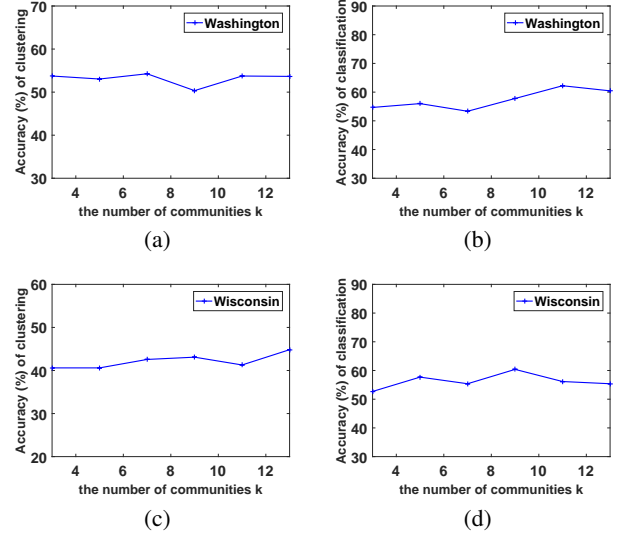 Washington
Accuracy (%) of clustering
70
60
50
40
30
4 6 8 10 12
the number of communities k
(a)
Washington
Accuracy (%) of classification
90
80
70
60
50
40
30
4 6 8 10 12
the number of communities k
(b)
Wisconsin
Accuracy (%) of clustering
60
50
40
30
20
4 6 8 10 12
the number of communities k
(c)
Wisconsin
Accuracy (%) of classification
90
80
70
60
50
40
30
4 6 8 10 12
the number of communities k
(d)